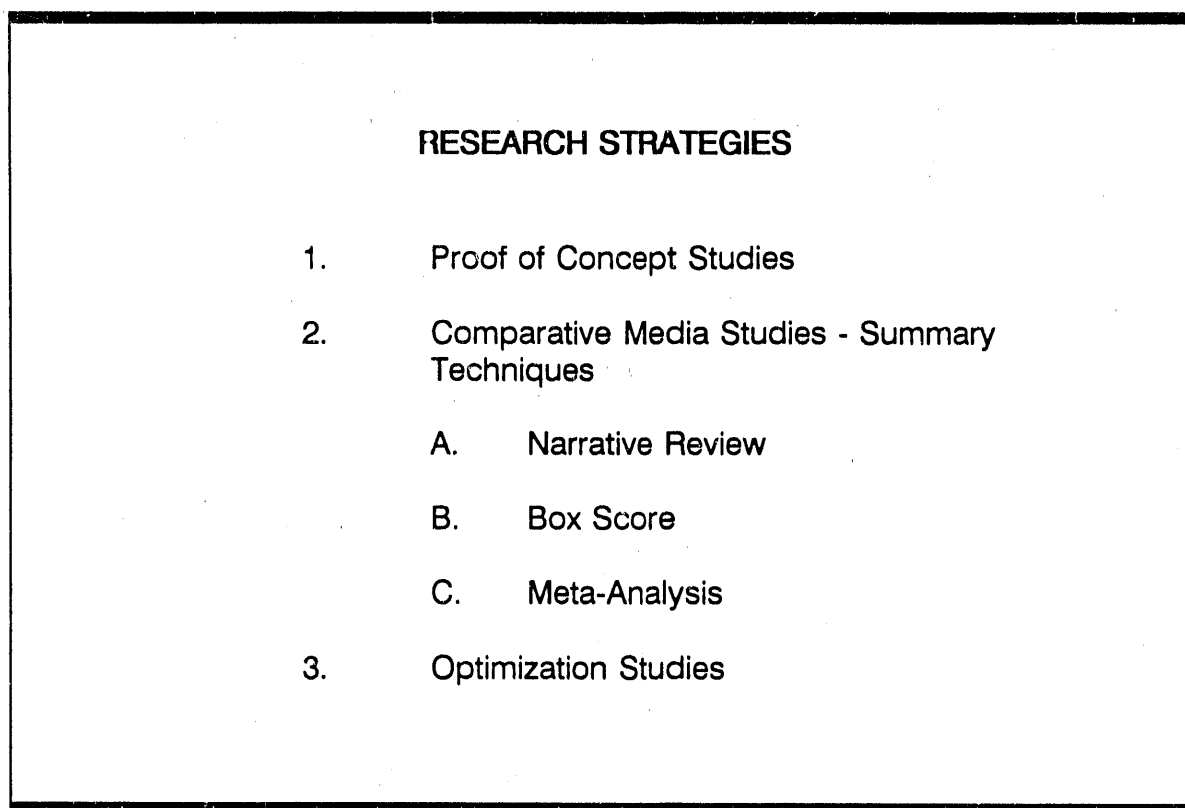 RESEARCH STRATEGIES
1. Proof of Concept Studies
2. Comparative Media Studies - Summary
Techniques
A. Narrative Review
B. Box Score
C. Meta-Analysis
3. Optimization Studies